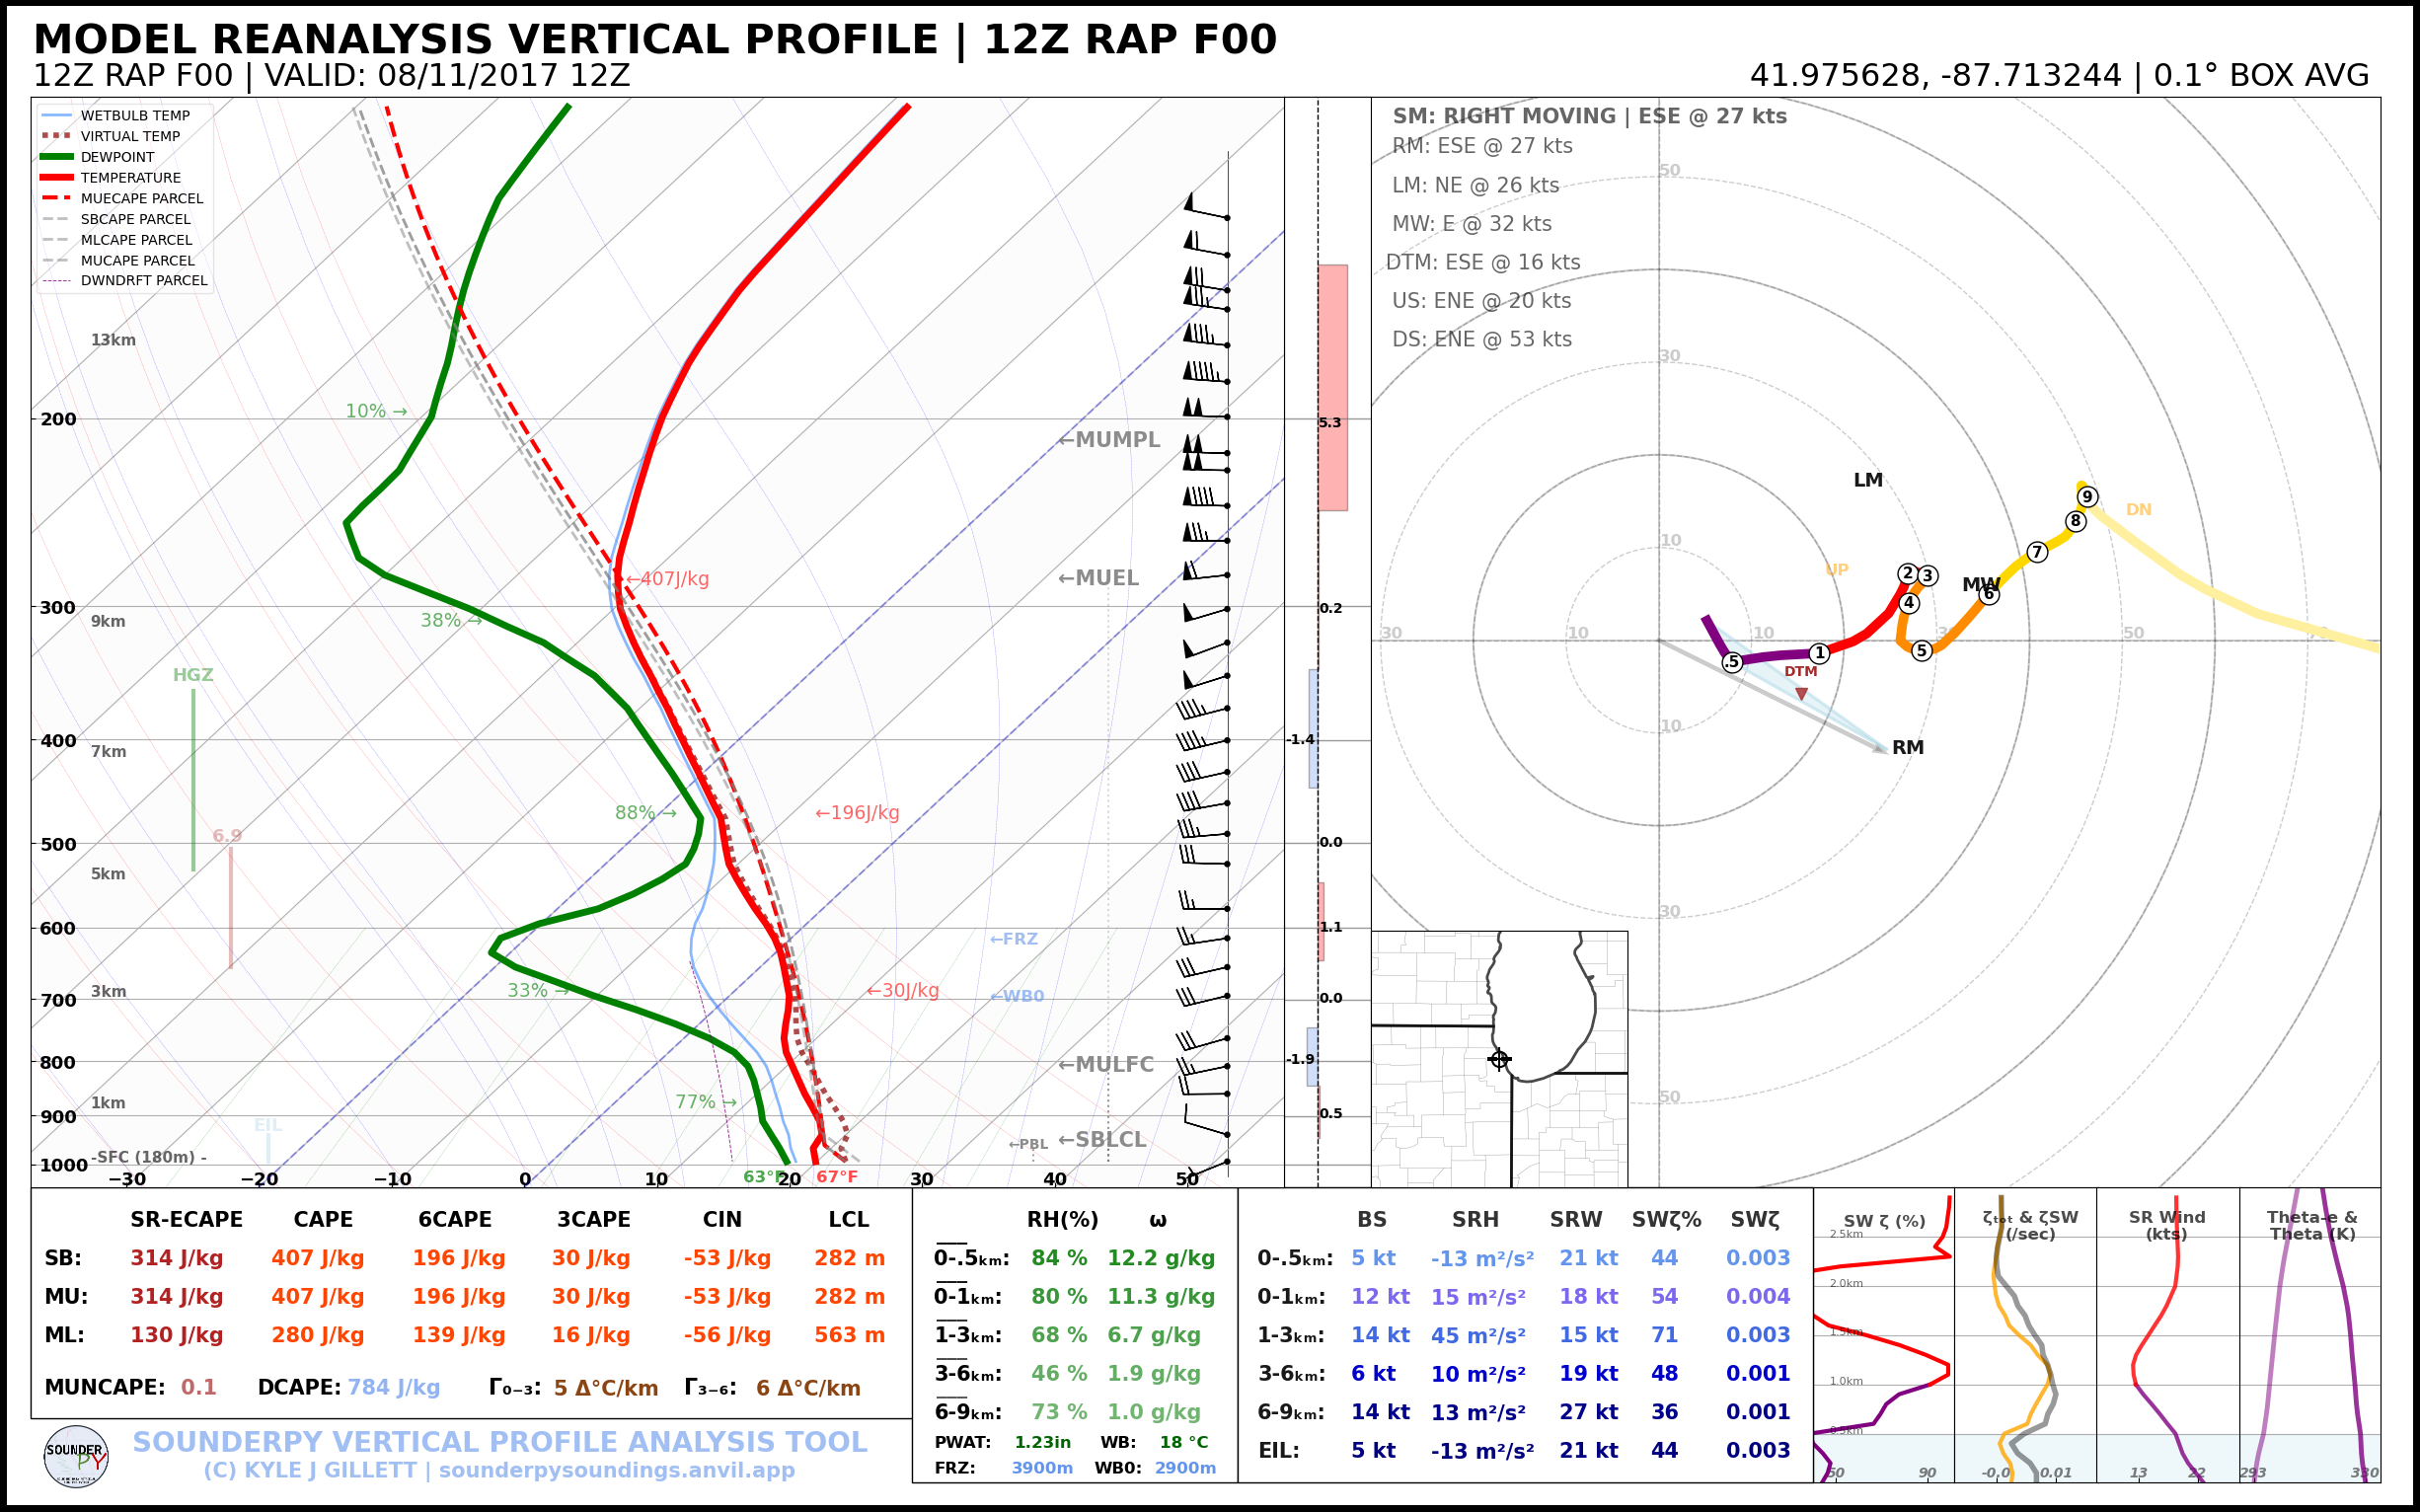 MODEL REANALYSIS VERTICAL PROFILE | 12Z RAP F00
12Z RAP F00 | VALID: 08/11/2017 12Z
41.975628, -87.713244 | 0.1° BOX AVG
WETBULB TEMP
VIRTUAL TEMP
DEWPOINT
TEMPERATURE
MUECAPE PARCEL
SBCAPE PARCEL
MLCAPE PARCEL
MUCAPE PARCEL
DWNDRFT PARCEL
13km
10% →
200
←MUMPL
←407J/kg
←MUEL
300
9km
38% →
HGZ
400
7km
6.9
88% →
←196J/kg
500
5km
600
←FRZ
33% →
←30J/kg
700
3km
←WB0
800
←MULFC
77% →
900
1km
EIL
←PBL
←SBLCL
1000
-SFC (180m) -
−30 −20 −10 0 10 20 30 40 50
63°F 67°F
5.3
0.2
-1.4
0.0
1.1
0.0
-1.9
0.5
SM: RIGHT MOVING | ESE @ 27 kts
RM: ESE @ 27 kts
LM: NE @ 26 kts
MW: E @ 32 kts
DTM: ESE @ 16 kts
US: ENE @ 20 kts
DS: ENE @ 53 kts
50
30
10
30 10 10 30 50 70
10
30
50
LM
UP
DN
MW
DTM
RM
.5 1 2 3 4 5 6 7 8 9
SR-ECAPE CAPE 6CAPE 3CAPE CIN LCL
SB: 314 J/kg 407 J/kg 196 J/kg 30 J/kg -53 J/kg 282 m
MU: 314 J/kg 407 J/kg 196 J/kg 30 J/kg -53 J/kg 282 m
ML: 130 J/kg 280 J/kg 139 J/kg 16 J/kg -56 J/kg 563 m
MUNCAPE: 0.1 DCAPE: 784 J/kg Γ₀₋₃: 5 Δ°C/km Γ₃₋₆: 6 Δ°C/km
SOUNDERPY
SOUNDERPY VERTICAL PROFILE ANALYSIS TOOL
(C) KYLE J GILLETT | sounderpysoundings.anvil.app
RH(%) ω
0-.5ₖₘ: 84 % 12.2 g/kg
0-1ₖₘ: 80 % 11.3 g/kg
1-3ₖₘ: 68 % 6.7 g/kg
3-6ₖₘ: 46 % 1.9 g/kg
6-9ₖₘ: 73 % 1.0 g/kg
PWAT: 1.23in WB: 18 °C
FRZ: 3900m WB0: 2900m
BS SRH SRW SWζ% SWζ
0-.5ₖₘ: 5 kt -13 m²/s² 21 kt 44 0.003
0-1ₖₘ: 12 kt 15 m²/s² 18 kt 54 0.004
1-3ₖₘ: 14 kt 45 m²/s² 15 kt 71 0.003
3-6ₖₘ: 6 kt 10 m²/s² 19 kt 48 0.001
6-9ₖₘ: 14 kt 13 m²/s² 27 kt 36 0.001
EIL: 5 kt -13 m²/s² 21 kt 44 0.003
SW ζ (%)
2.5km
2.0km
1.5km
1.0km
0.5km
50 90
ζₜₒₜ & ζSW
(/sec)
-0.0 0.01
SR Wind
(kts)
13 22
Theta-e &
Theta (K)
293 330